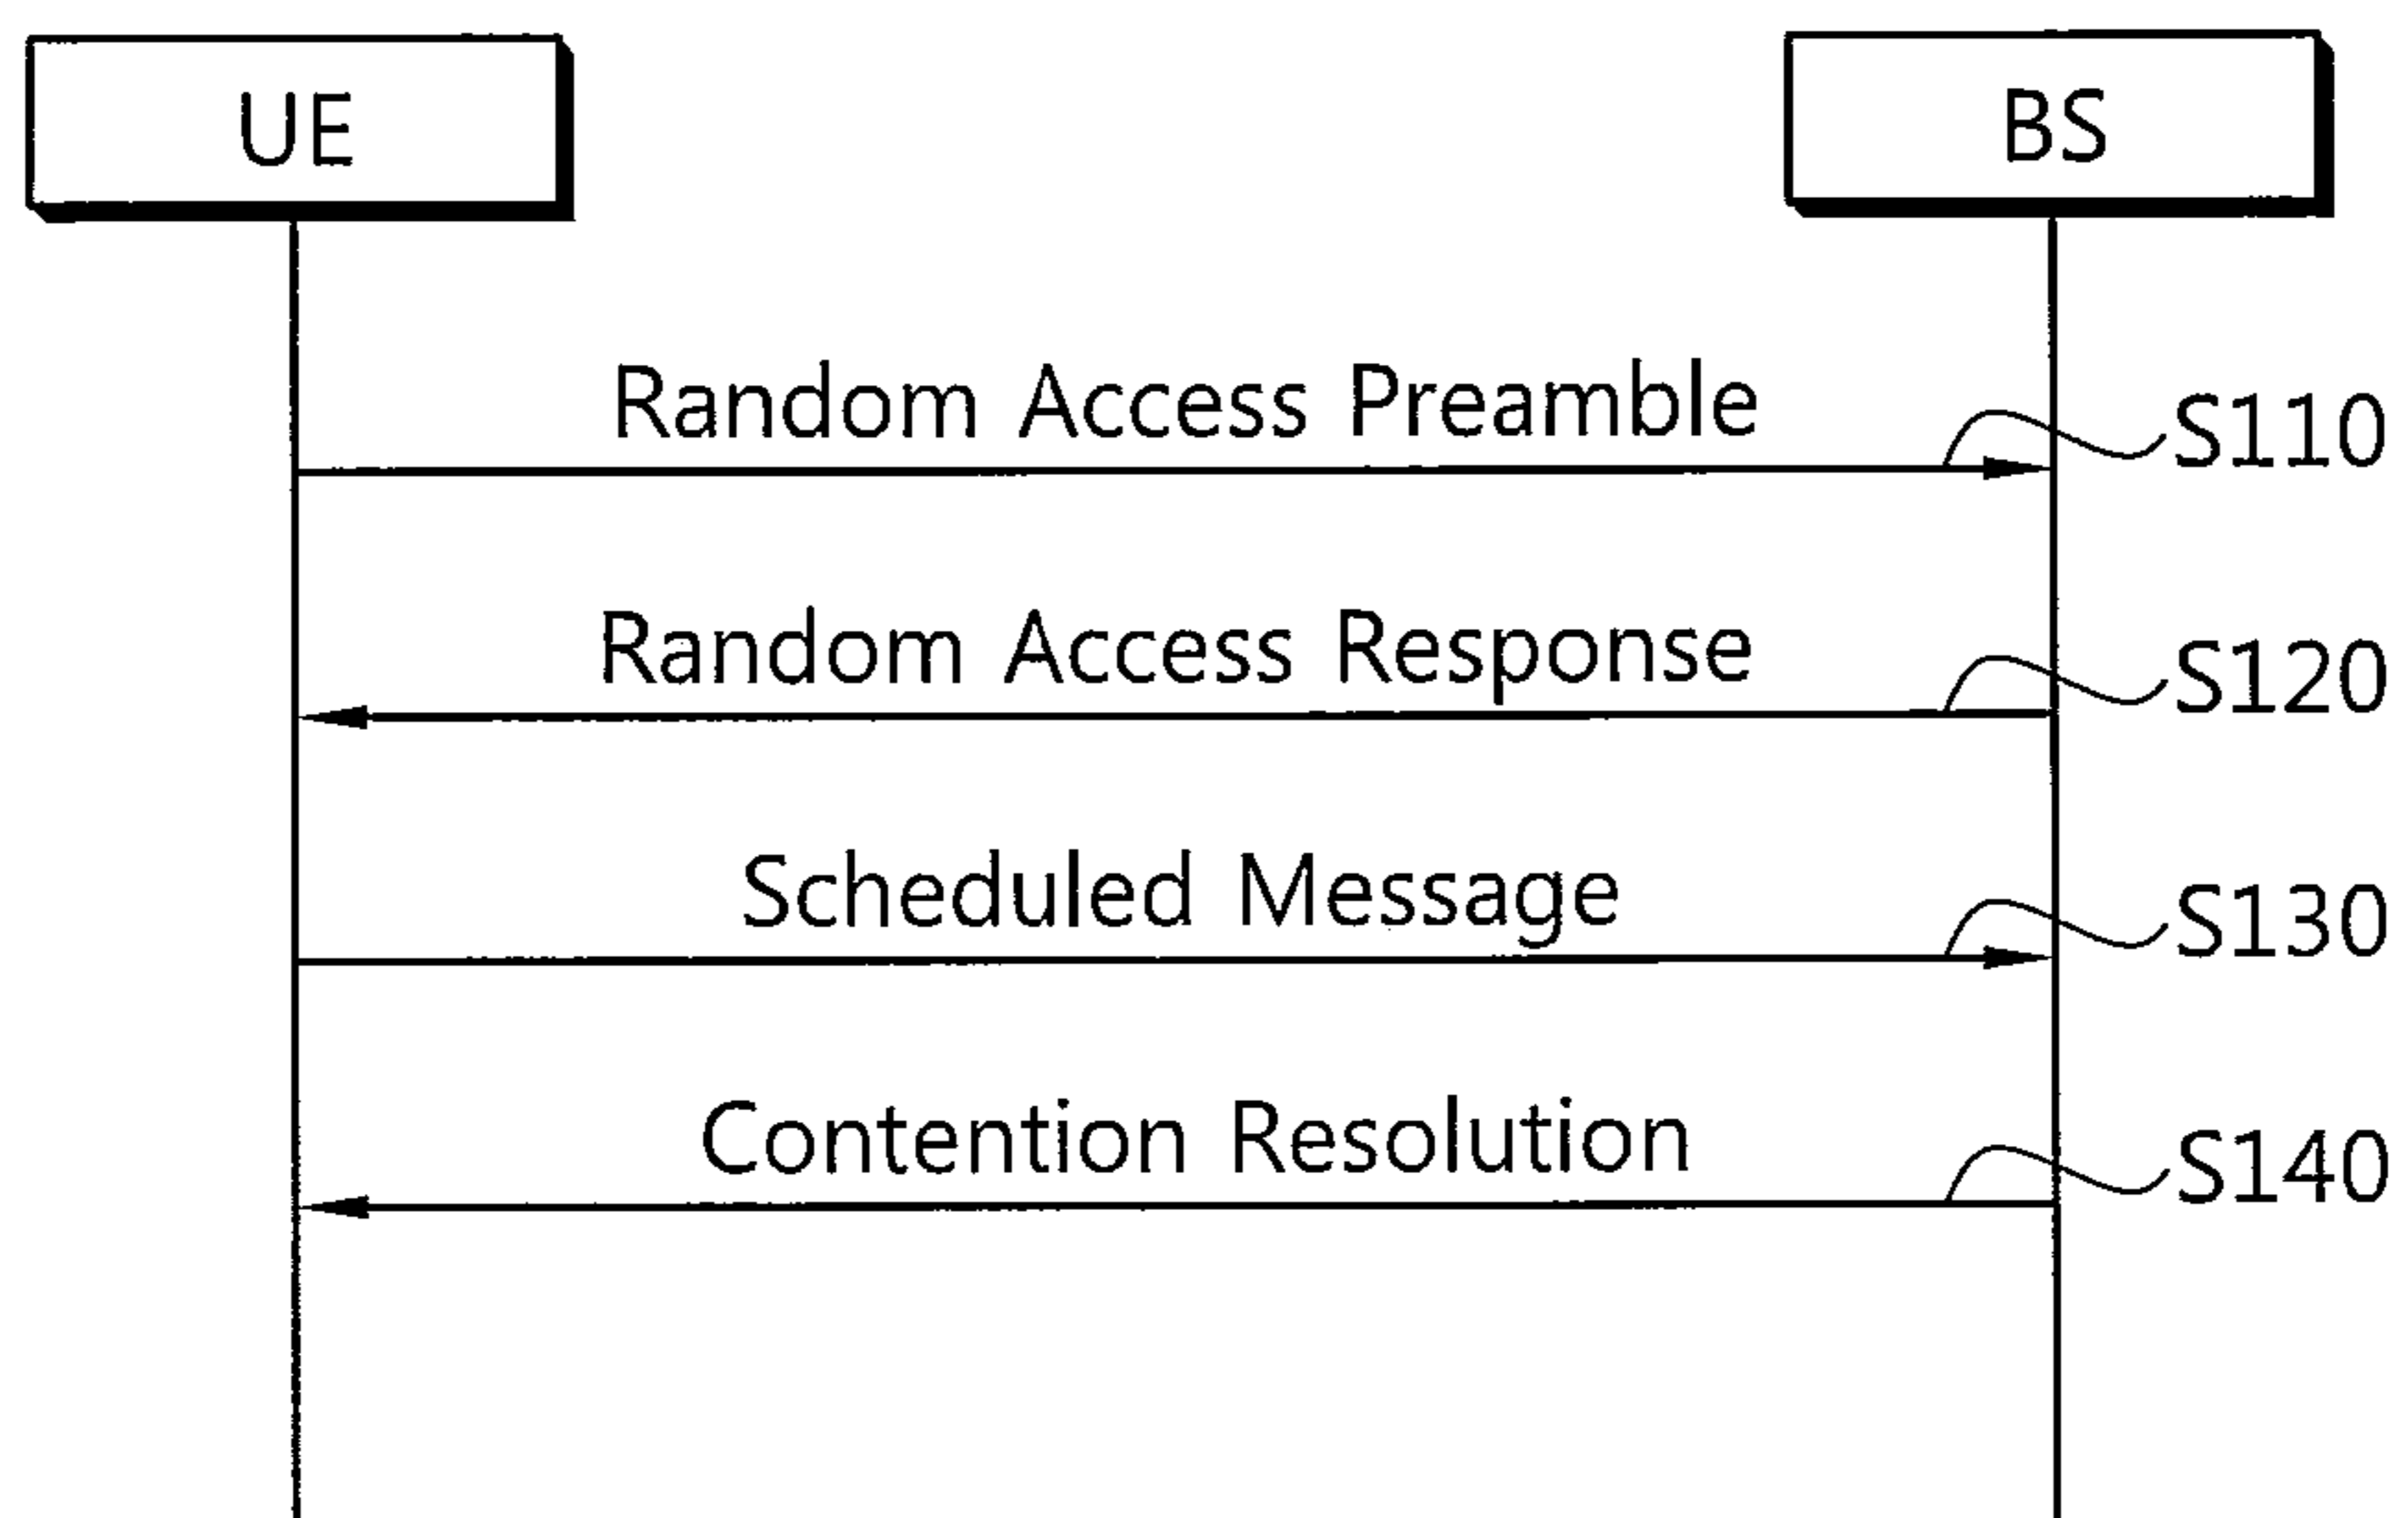 UE
BS
Random Access Preamble
S110
Random Access Response
S120
Scheduled Message
S130
Contention Resolution
S140